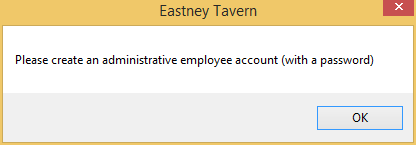 Eastney Tavern
Please create an administrative employee account (with a password)
OK